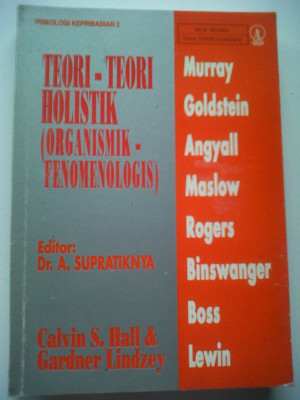 PSIKOLOGI KEPRIBADIAN 2
TEORI - TEORI
HOLISTIK
(ORGANISMIK -
FENOMENOLOGIS)
Editor:
Dr. A. SUPRATIKNYA
Calvin S. Hall &
Gardner Lindzey
Murray
Goldstein
Angyall
Maslow
Rogers
Binswanger
Boss
Lewin